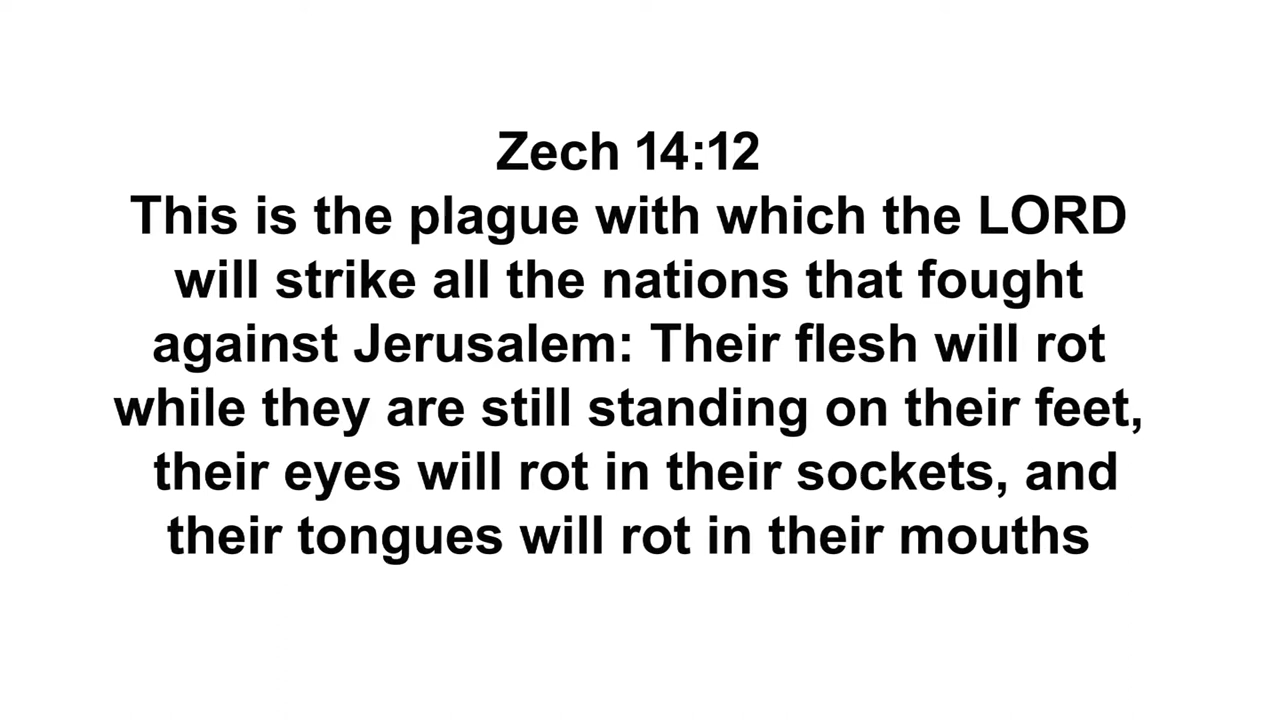 Zech 14:12
This is the plague with which the LORD
will strike all the nations that fought
against Jerusalem: Their flesh will rot
while they are still standing on their feet,
their eyes will rot in their sockets, and
their tongues will rot in their mouths